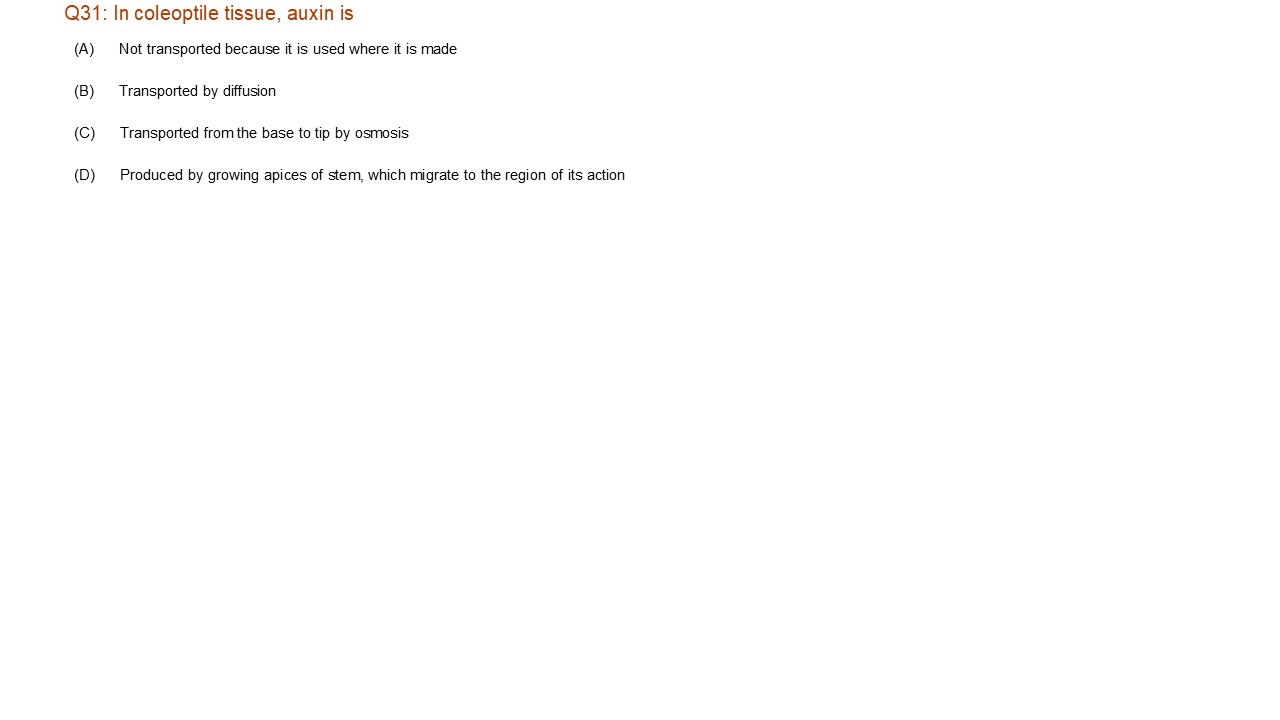 Q31: In coleoptile tissue, auxin is
(A) Not transported because it is used where it is made
(B) Transported by diffusion
(C) Transported from the base to tip by osmosis
(D) Produced by growing apices of stem, which migrate to the region of its action